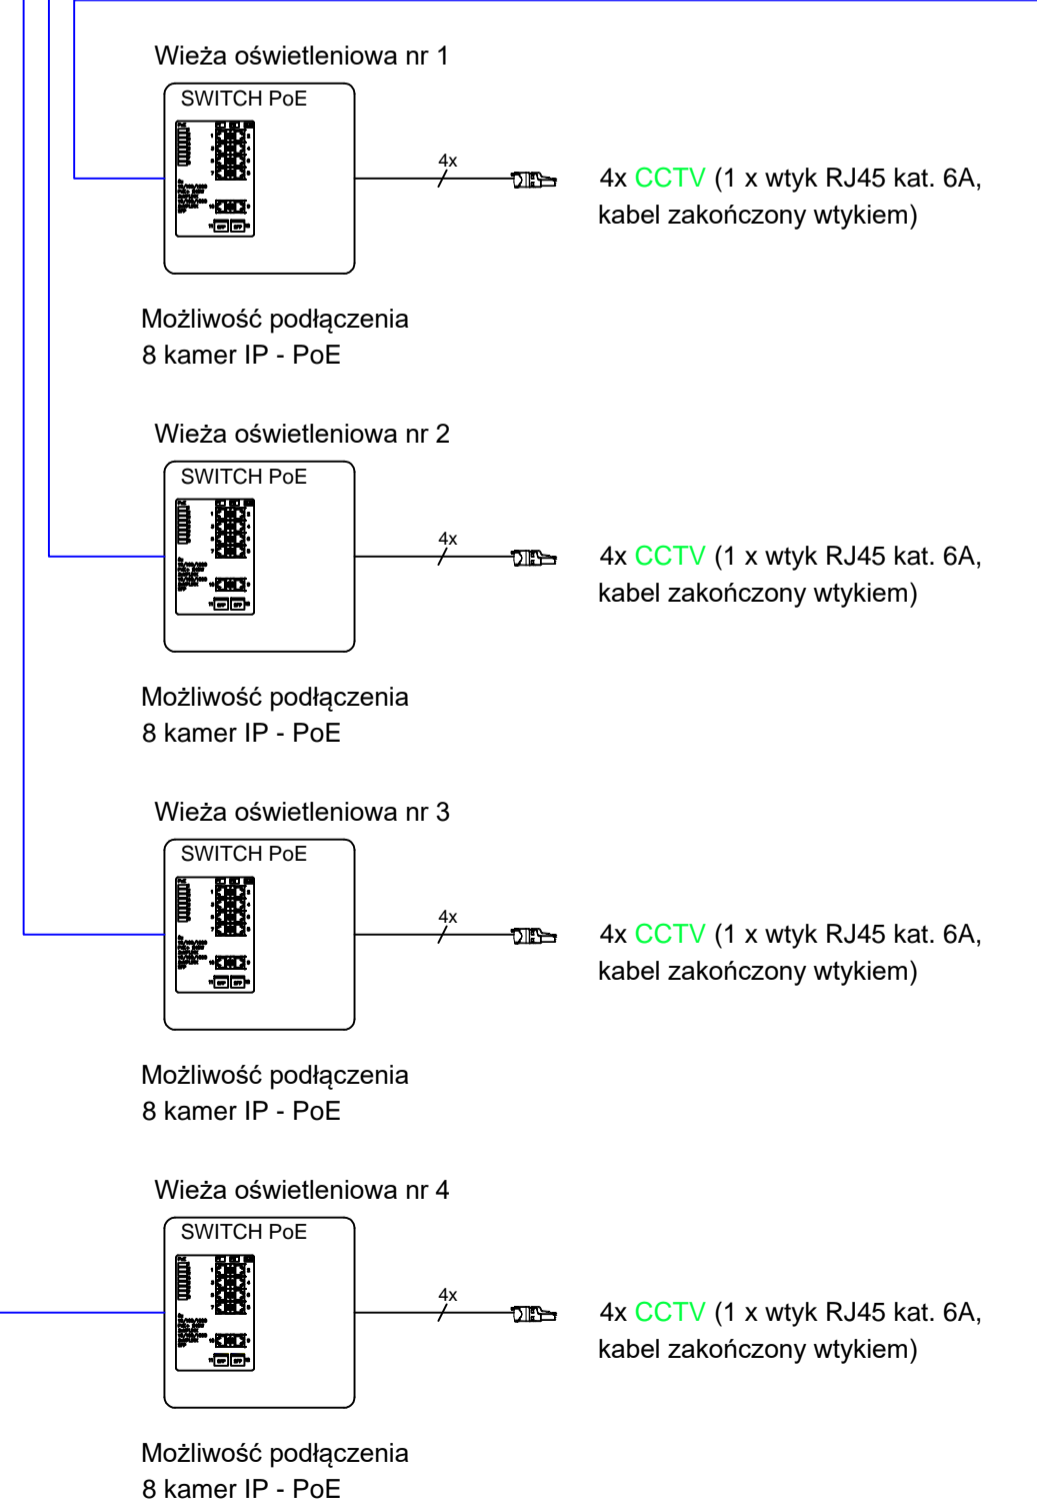 Wieża oświetleniowa nr 1
SWITCH PoE
4x
4x CCTV (1 x wtyk RJ45 kat. 6A,
kabel zakończony wtykiem)
Możliwość podłączenia
8 kamer IP - PoE
Wieża oświetleniowa nr 2
SWITCH PoE
4x
4x CCTV (1 x wtyk RJ45 kat. 6A,
kabel zakończony wtykiem)
Możliwość podłączenia
8 kamer IP - PoE
Wieża oświetleniowa nr 3
SWITCH PoE
4x
4x CCTV (1 x wtyk RJ45 kat. 6A,
kabel zakończony wtykiem)
Możliwość podłączenia
8 kamer IP - PoE
Wieża oświetleniowa nr 4
SWITCH PoE
4x
4x CCTV (1 x wtyk RJ45 kat. 6A,
kabel zakończony wtykiem)
Możliwość podłączenia
8 kamer IP - PoE